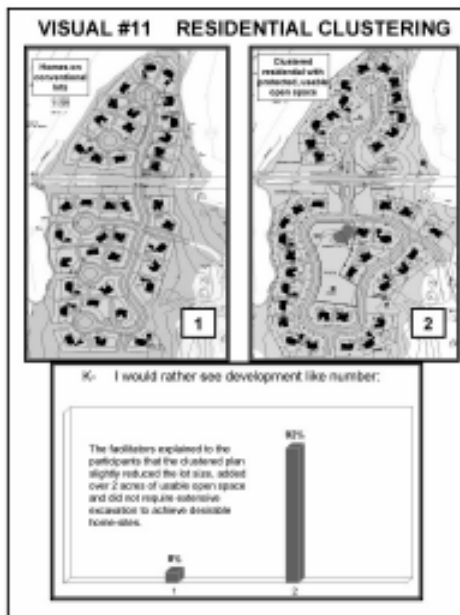 VISUAL #11 RESIDENTIAL CLUSTERING
Homes on
conventional
lots
1
Clustered
residential with
protected, usable
open space
2
K- I would rather see development like number:
The facilitators explained to the
participants that the clustered plan
slightly reduced the lot size, added
over 2 acres of usable open space
and did not require extensive
excavation to achieve desirable
home-sites.
92%
8%
1
2